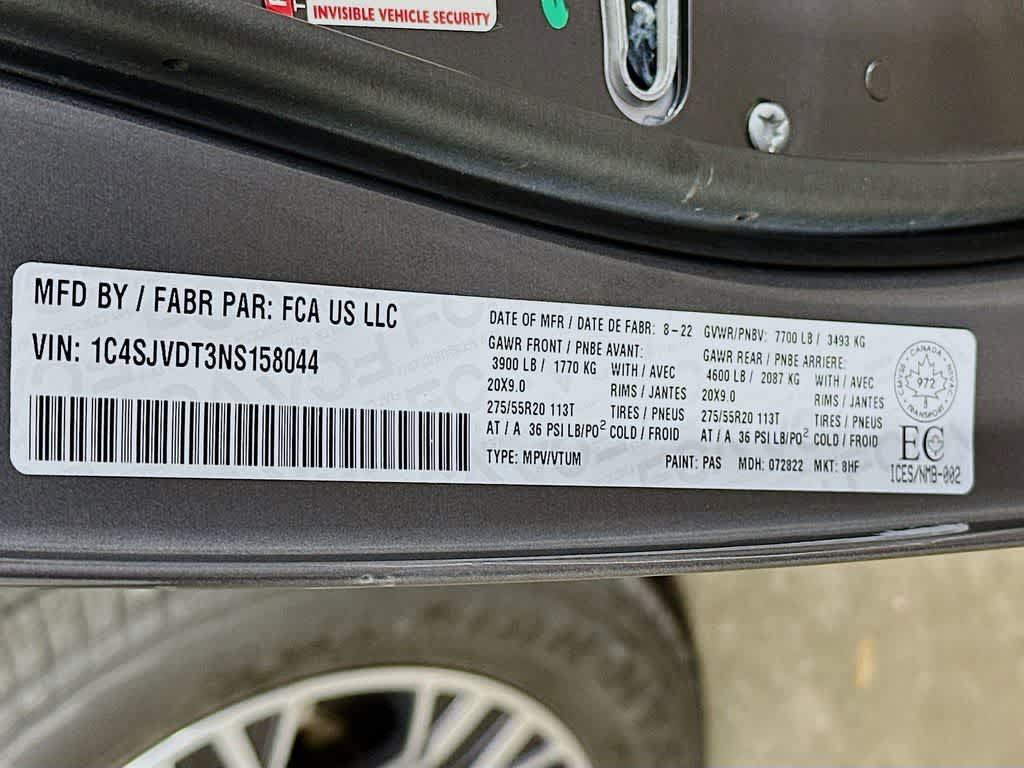 INVISIBLE VEHICLE SECURITY
MFD BY / FABR PAR: FCA US LLC
VIN: 1C4SJVDT3NS158044
DATE OF MFR / DATE DE FABR: 8-22 GVWR/PNBV: 7700 LB / 3493 KG
GAWR FRONT / PNBE AVANT:
3900 LB / 1770 KG WITH / AVEC
20X9.0 RIMS / JANTES
275/55R20 113T TIRES / PNEUS
AT / A 36 PSI LB/PO² COLD / FROID
GAWR REAR / PNBE ARRIERE:
4600 LB / 2087 KG WITH / AVEC
20X9.0 RIMS / JANTES
275/55R20 113T TIRES / PNEUS
AT / A 36 PSI LB/PO² COLD / FROID
TYPE: MPV/VTUM PAINT: PAS MDH: 072822 MKT: 8HF
CANADA
972
TRANSPORT
EC
ICES/NMB-002